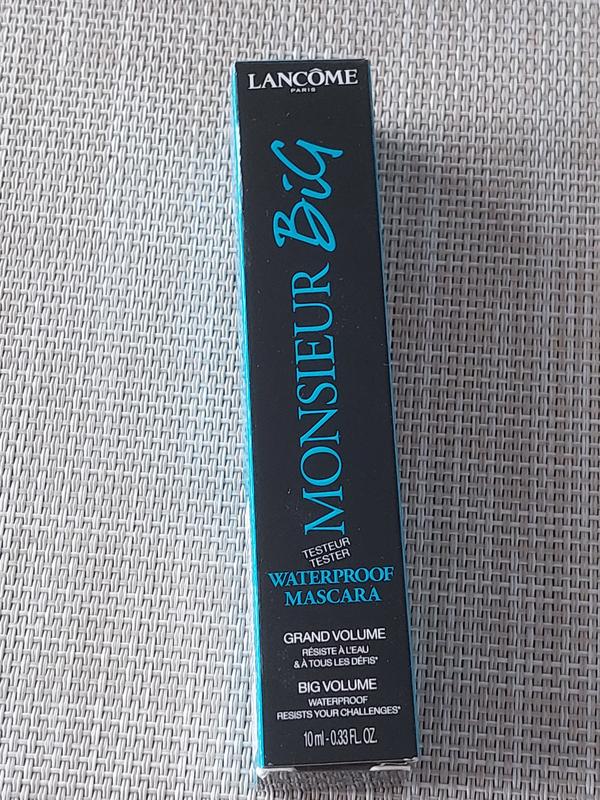 LANCÔME
PARIS
MONSIEUR BiG
TESTEUR
TESTER
WATERPROOF
MASCARA
GRAND VOLUME
RÉSISTE À L'EAU
& À TOUS LES DÉFIS*
BIG VOLUME
WATERPROOF
RESISTS YOUR CHALLENGES*
10 ml - 0.33 FL. OZ.